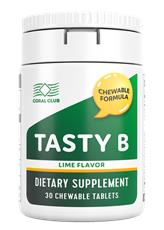 CORAL CLUB
CHEWABLE
FORMULA
TASTY B
LIME FLAVOR
DIETARY SUPPLEMENT
30 CHEWABLE TABLETS